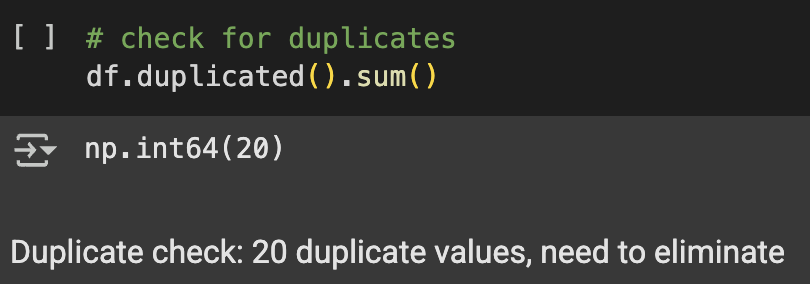 [ ] # check for duplicates
df.duplicated().sum()
np.int64(20)
Duplicate check: 20 duplicate values, need to eliminate